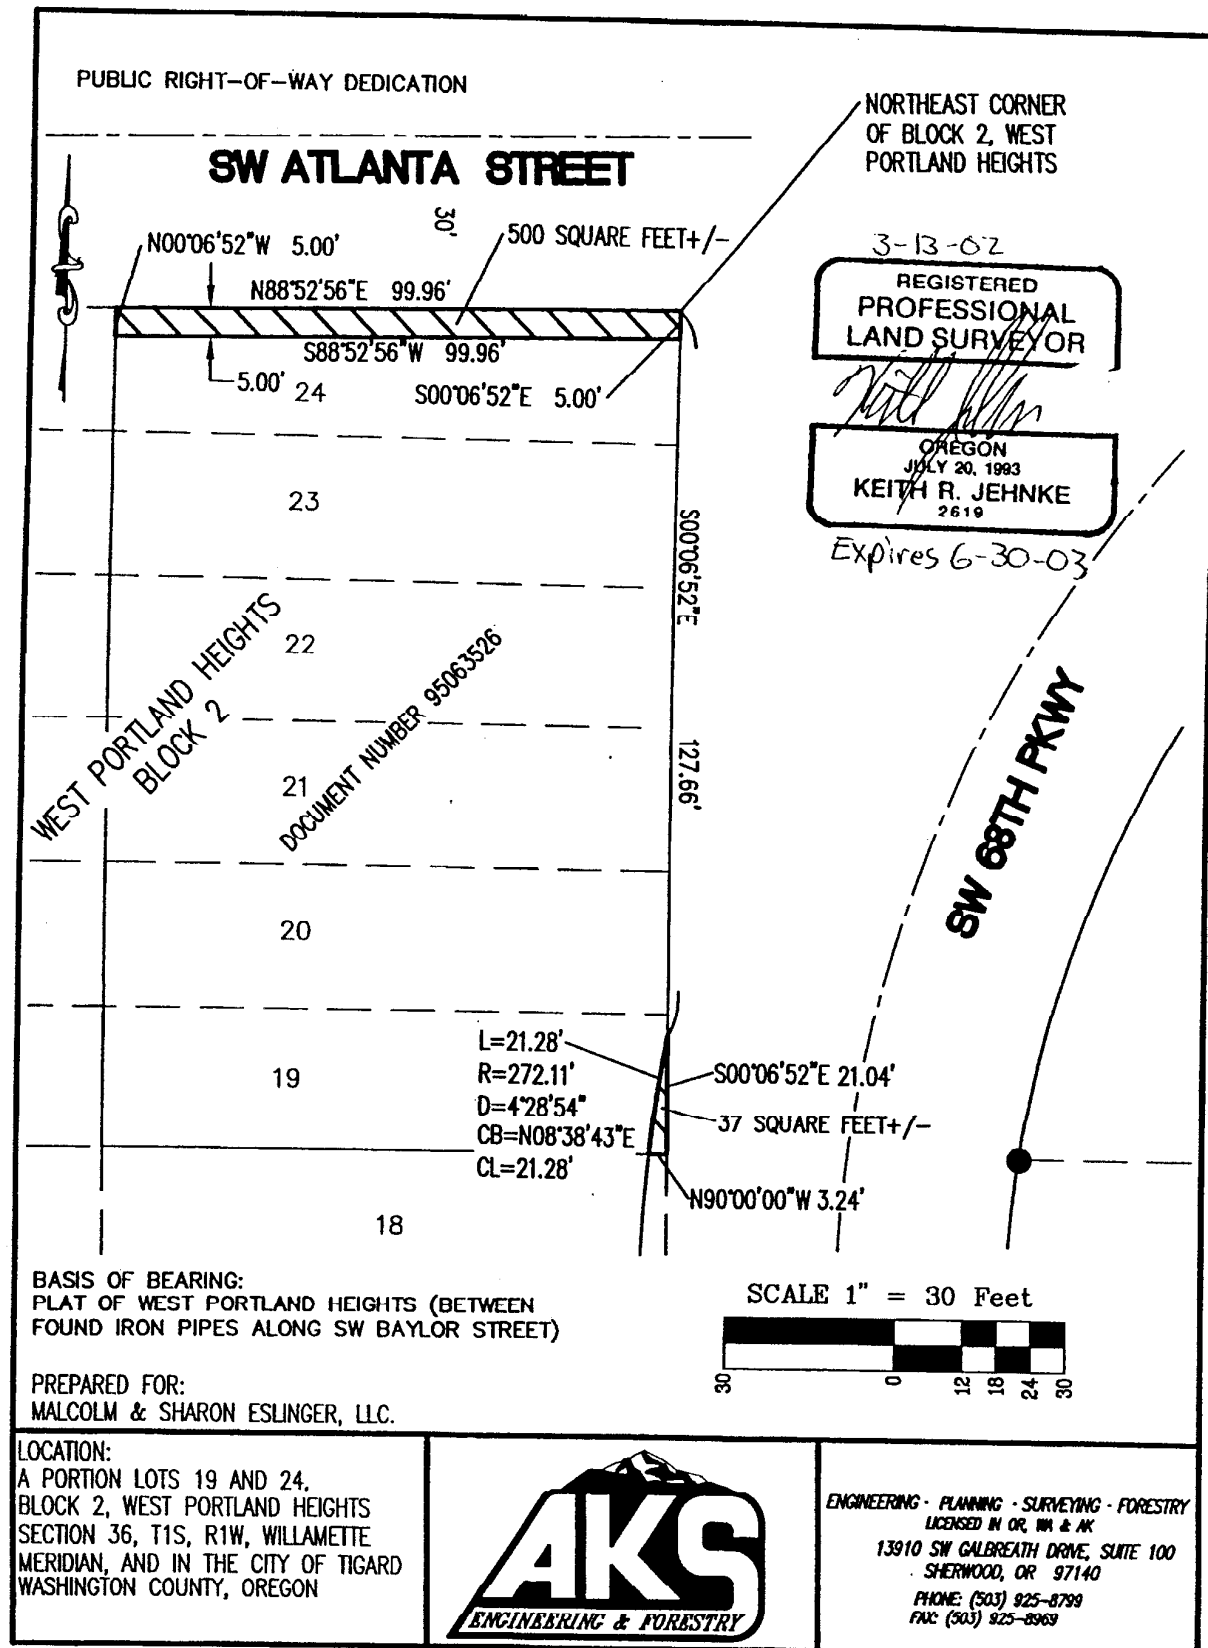 PUBLIC RIGHT-OF-WAY DEDICATION
NORTHEAST CORNER
OF BLOCK 2, WEST
PORTLAND HEIGHTS
SW ATLANTA STREET
30'
N00°06'52"W 5.00'
500 SQUARE FEET+/-
N88°52'56"E 99.96'
S88°52'56"W 99.96'
5.00'
S00°06'52"E 5.00'
3-13-02
REGISTERED
PROFESSIONAL
LAND SURVEYOR
OREGON
JULY 20, 1993
KEITH R. JEHNKE
2619
Expires 6-30-03
24
23
22
21
20
19
18
S00°06'52"E
127.66'
WEST PORTLAND HEIGHTS
BLOCK 2
DOCUMENT NUMBER 95063526
SW 68TH PKWY
L=21.28'
R=272.11'
D=4°28'54"
CB=N08°38'43"E
CL=21.28'
S00°06'52"E 21.04'
37 SQUARE FEET+/-
N90°00'00"W 3.24'
BASIS OF BEARING:
PLAT OF WEST PORTLAND HEIGHTS (BETWEEN
FOUND IRON PIPES ALONG SW BAYLOR STREET)
SCALE 1" = 30 Feet
30 0 12 18 24 30
PREPARED FOR:
MALCOLM & SHARON ESLINGER, LLC.
LOCATION:
A PORTION LOTS 19 AND 24,
BLOCK 2, WEST PORTLAND HEIGHTS
SECTION 36, T1S, R1W, WILLAMETTE
MERIDIAN, AND IN THE CITY OF TIGARD
WASHINGTON COUNTY, OREGON
AKS
ENGINEERING & FORESTRY
ENGINEERING · PLANNING · SURVEYING · FORESTRY
LICENSED IN OR, WA & AK
13910 SW GALBREATH DRIVE, SUITE 100
SHERWOOD, OR 97140
PHONE: (503) 925-8799
FAX: (503) 925-8969